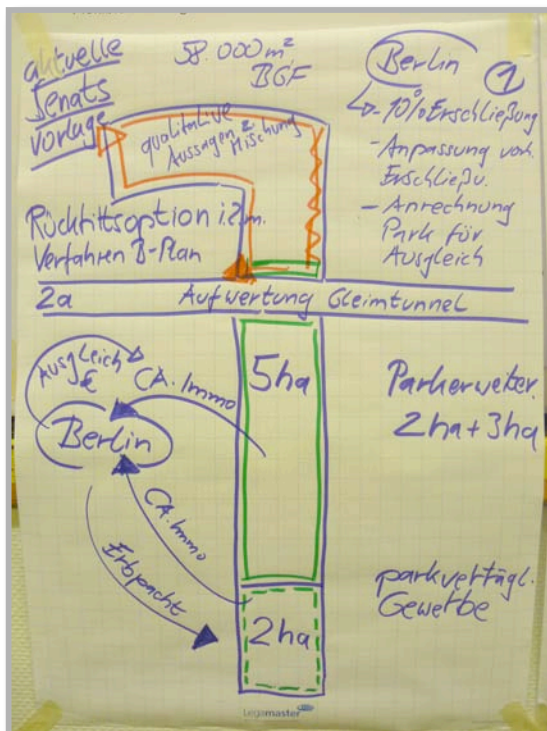 aktuelle
Senats
vorlage
58.000 m²
BGF
Berlin
1
10% Erschließung
- Anpassung vorh.
Erschließu.
- Anrechnung
Park für
Ausgleich
qualitative
Aussagen z.
Mischung
Rücktittsoption i.Z.m.
Verfahren B-Plan
2a Aufwertung Gleimtunnel
Ausgleich
€
CA.Immo
Berlin
5ha
Parkerweiter.
2ha+3ha
CA.Immo
Erbpacht
2ha
parkverträgl.
Gewerbe
Legamaster